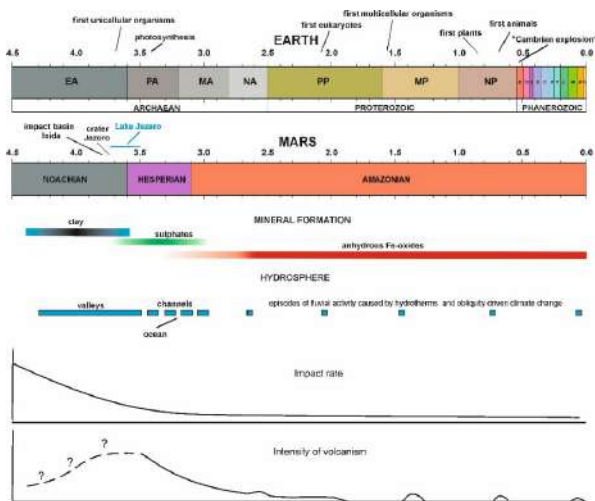 first multicellular organisms
first unicellular organisms
first eukaryotes
first animals
photosynthesis
first plants
EARTH
"Cambrian explosion"
4.5 4.0 3.5 3.0 2.5 2.0 1.5 1.0 0.5 0.0
EA PA MA NA PP MP NP
ARCHAEAN PROTEROZOIC PHANEROZOIC
impact basin Isida
crater Jezero
Lake Jezero
MARS
4.5 4.0 3.5 3.0 2.5 2.0 1.5 1.0 0.5 0.0
NOACHIAN HESPERIAN AMAZONIAN
MINERAL FORMATION
clay
sulphates
anhydrous Fe-oxides
HYDROSPHERE
valleys channels episodes of fluvial activity caused by hydrotherms and obliquity driven climate change
ocean
Impact rate
Intensity of volcanism
? ? ?